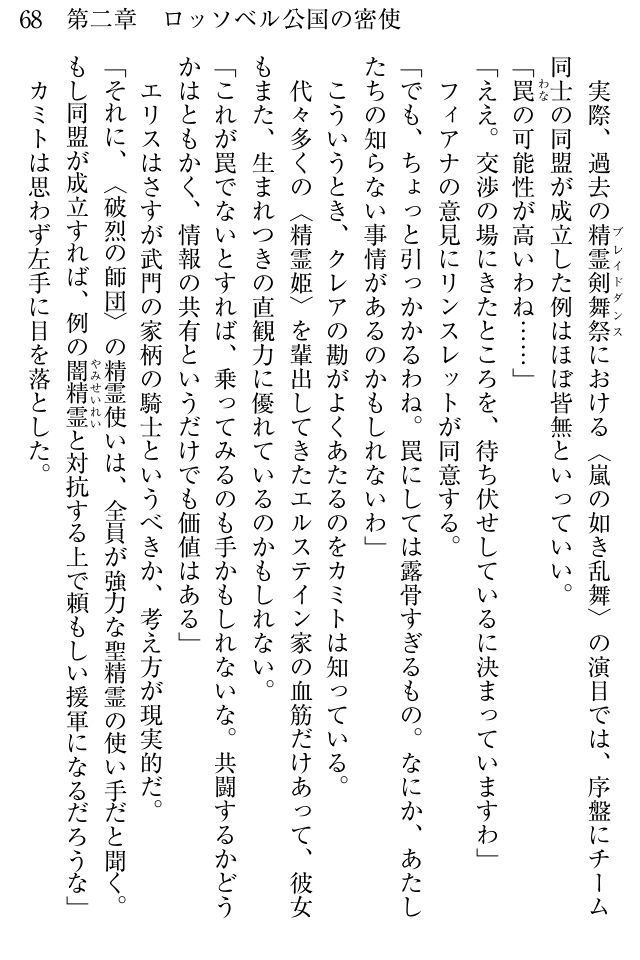 68　第二章　ロッソベル公国の密使
　実際、過去の精霊剣舞祭における〈嵐の如き乱舞〉の演目では、序盤にチーム
ブレイドダンス
同士の同盟が成立した例はほぼ皆無といっていい。
「罠の可能性が高いわね……」
わな
「ええ。交渉の場にきたところを、待ち伏せしているに決まっていますわ」
　フィアナの意見にリンスレットが同意する。
「でも、ちょっと引っかかるわね。罠にしては露骨すぎるもの。なにか、あたし
たちの知らない事情があるのかもしれないわ」
　こういうとき、クレアの勘がよくあたるのをカミトは知っている。
　代々多くの〈精霊姫〉を輩出してきたエルステイン家の血筋だけあって、彼女
もまた、生まれつきの直観力に優れているのかもしれない。
「これが罠でないとすれば、乗ってみるのも手かもしれないな。共闘するかどう
かはともかく、情報の共有というだけでも価値はある」
　エリスはさすが武門の家柄の騎士というべきか、考え方が現実的だ。
「それに、〈破烈の師団〉の精霊使いは、全員が強力な聖精霊の使い手だと聞く。
もし同盟が成立すれば、例の闇精霊と対抗する上で頼もしい援軍になるだろうな」
やみせいれい
　カミトは思わず左手に目を落とした。